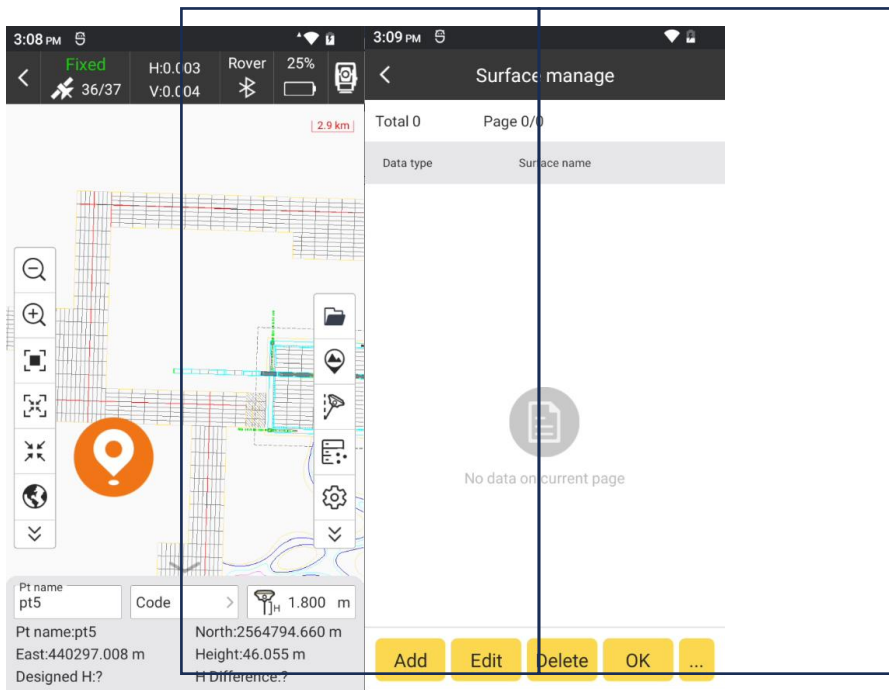 3:08 PM
Fixed
36/37
H:0.003
V:0.004
Rover
25%
2.9 km
Pt name
pt5
Code
H 1.800 m
Pt name:pt5
North:2564794.660 m
East:440297.008 m
Height:46.055 m
Designed H:?
H Difference:?
3:09 PM
Surface manage
Total 0
Page 0/0
Data type
Surface name
No data on current page
Add
Edit
Delete
OK
...